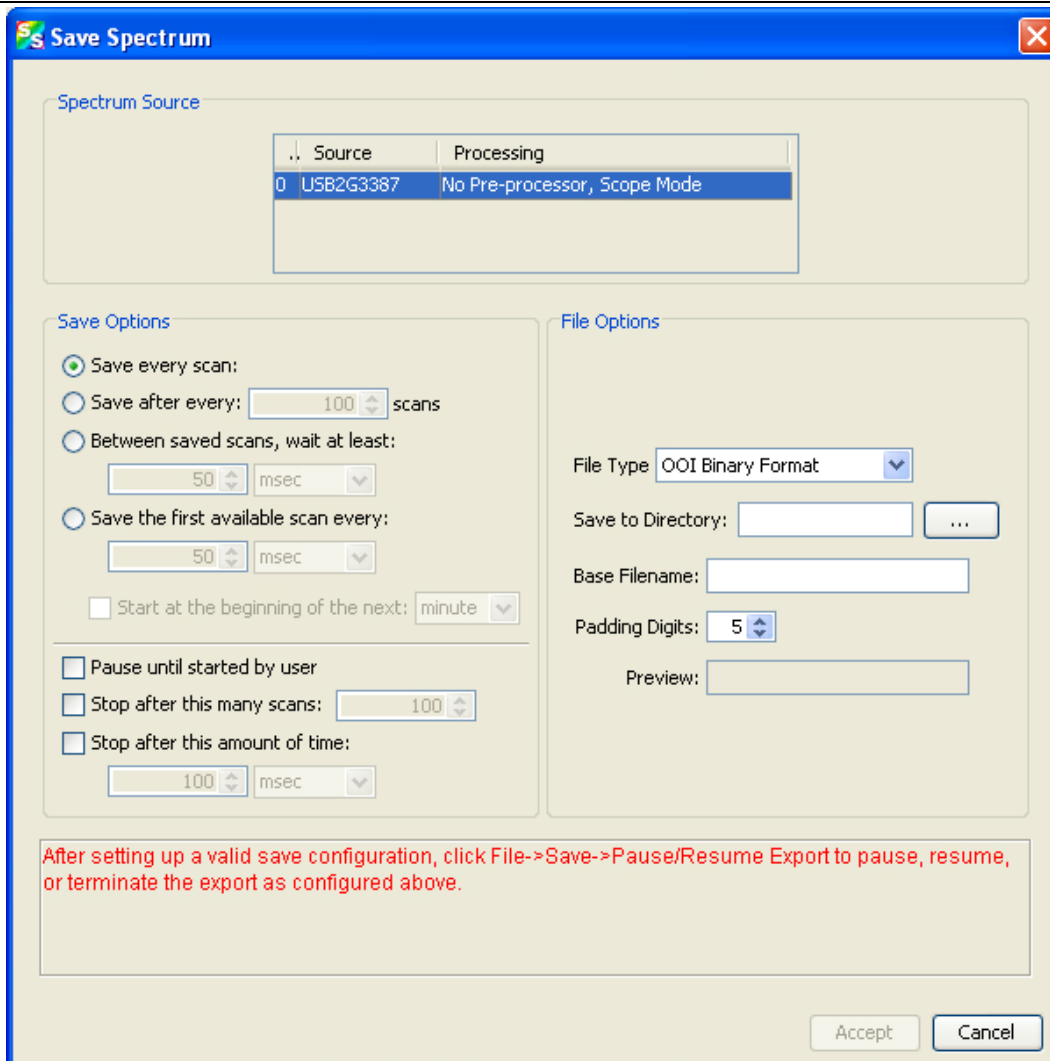 Save Spectrum
Spectrum Source
.. Source Processing
0 USB2G3387 No Pre-processor, Scope Mode
Save Options
Save every scan:
Save after every: 100 scans
Between saved scans, wait at least:
50 msec
Save the first available scan every:
50 msec
Start at the beginning of the next: minute
Pause until started by user
Stop after this many scans: 100
Stop after this amount of time:
100 msec
File Options
File Type OOI Binary Format
Save to Directory: ...
Base Filename:
Padding Digits: 5
Preview:
After setting up a valid save configuration, click File->Save->Pause/Resume Export to pause, resume,
or terminate the export as configured above.
Accept Cancel